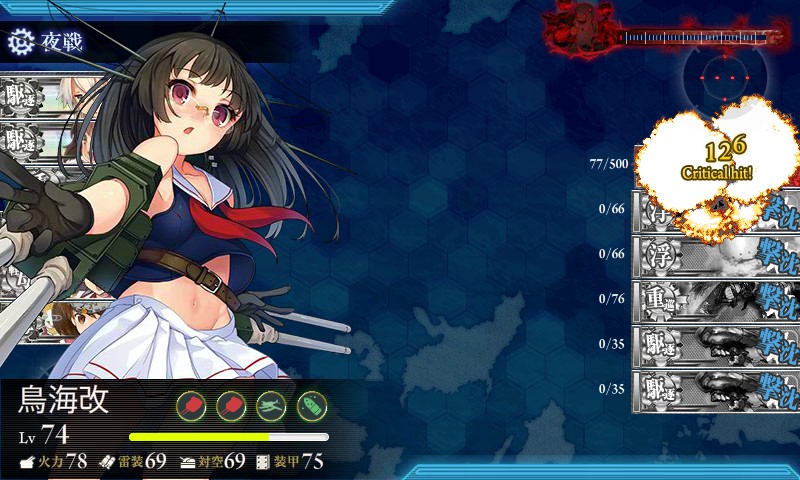 夜戦
駆逐
駆逐
126
Critical hit!
77/500
0/66
浮
撃沈
0/66
浮
撃沈
0/76
重巡
撃沈
0/35
駆逐
撃沈
0/35
駆逐
撃沈
鳥海改
Lv 74
火力78 雷装69 対空69 装甲75